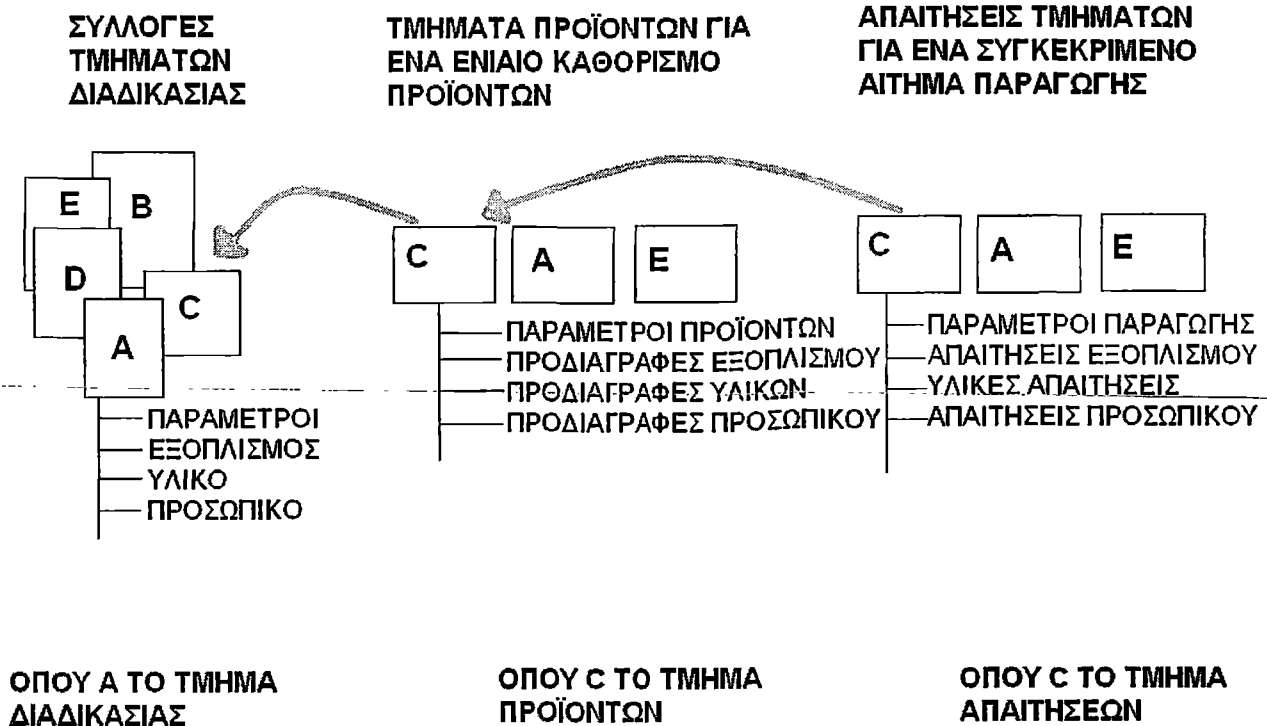 ΣΥΛΛΟΓΕΣ
ΤΜΗΜΑΤΩΝ
ΔΙΑΔΙΚΑΣΙΑΣ
ΤΜΗΜΑΤΑ ΠΡΟΪΟΝΤΩΝ ΓΙΑ
ΕΝΑ ΕΝΙΑΙΟ ΚΑΘΟΡΙΣΜΟ
ΠΡΟΪΟΝΤΩΝ
ΑΠΑΙΤΗΣΕΙΣ ΤΜΗΜΑΤΩΝ
ΓΙΑ ΕΝΑ ΣΥΓΚΕΚΡΙΜΕΝΟ
ΑΙΤΗΜΑ ΠΑΡΑΓΩΓΗΣ
E
B
D
C
A
C
A
E
C
A
E
ΠΑΡΑΜΕΤΡΟΙ
ΕΞΟΠΛΙΣΜΟΣ
ΥΛΙΚΟ
ΠΡΟΣΩΠΙΚΟ
ΠΑΡΑΜΕΤΡΟΙ ΠΡΟΪΟΝΤΩΝ
ΠΡΟΔΙΑΓΡΑΦΕΣ ΕΞΟΠΛΙΣΜΟΥ
ΠΡΟΔΙΑΓΡΑΦΕΣ ΥΛΙΚΩΝ
ΠΡΟΔΙΑΓΡΑΦΕΣ ΠΡΟΣΩΠΙΚΟΥ
ΠΑΡΑΜΕΤΡΟΙ ΠΑΡΑΓΩΓΗΣ
ΑΠΑΙΤΗΣΕΙΣ ΕΞΟΠΛΙΣΜΟΥ
ΥΛΙΚΕΣ ΑΠΑΙΤΗΣΕΙΣ
ΑΠΑΙΤΗΣΕΙΣ ΠΡΟΣΩΠΙΚΟΥ
ΟΠΟΥ Α ΤΟ ΤΜΗΜΑ
ΔΙΑΔΙΚΑΣΙΑΣ
ΟΠΟΥ C ΤΟ ΤΜΗΜΑ
ΠΡΟΪΟΝΤΩΝ
ΟΠΟΥ C ΤΟ ΤΜΗΜΑ
ΑΠΑΙΤΗΣΕΩΝ